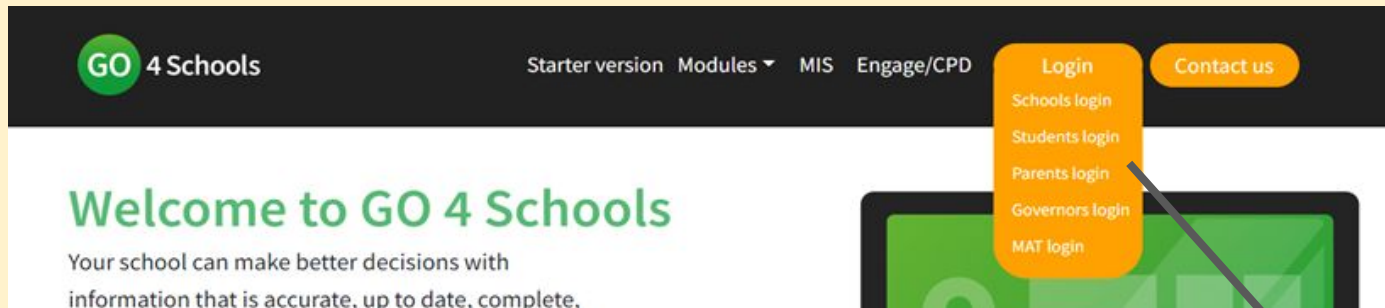 GO 4 Schools
Starter version Modules MIS Engage/CPD Login Contact us
Schools login
Students login
Parents login
Governors login
MAT login
Welcome to GO 4 Schools
Your school can make better decisions with
information that is accurate, up to date, complete,